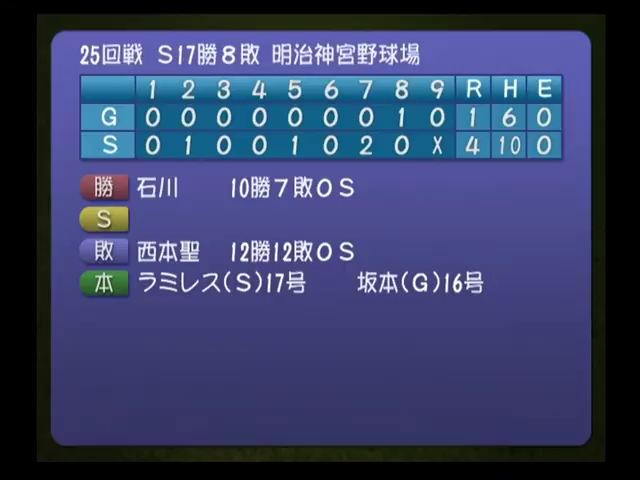 25回戦 S17勝8敗 明治神宮野球場
1 2 3 4 5 6 7 8 9 R H E
G 0 0 0 0 0 0 0 1 0 1 6 0
S 0 1 0 0 1 0 2 0 X 4 10 0
勝 石川 10勝7敗0S
S
敗 西本聖 12勝12敗0S
本 ラミレス(S)17号 坂本(G)16号